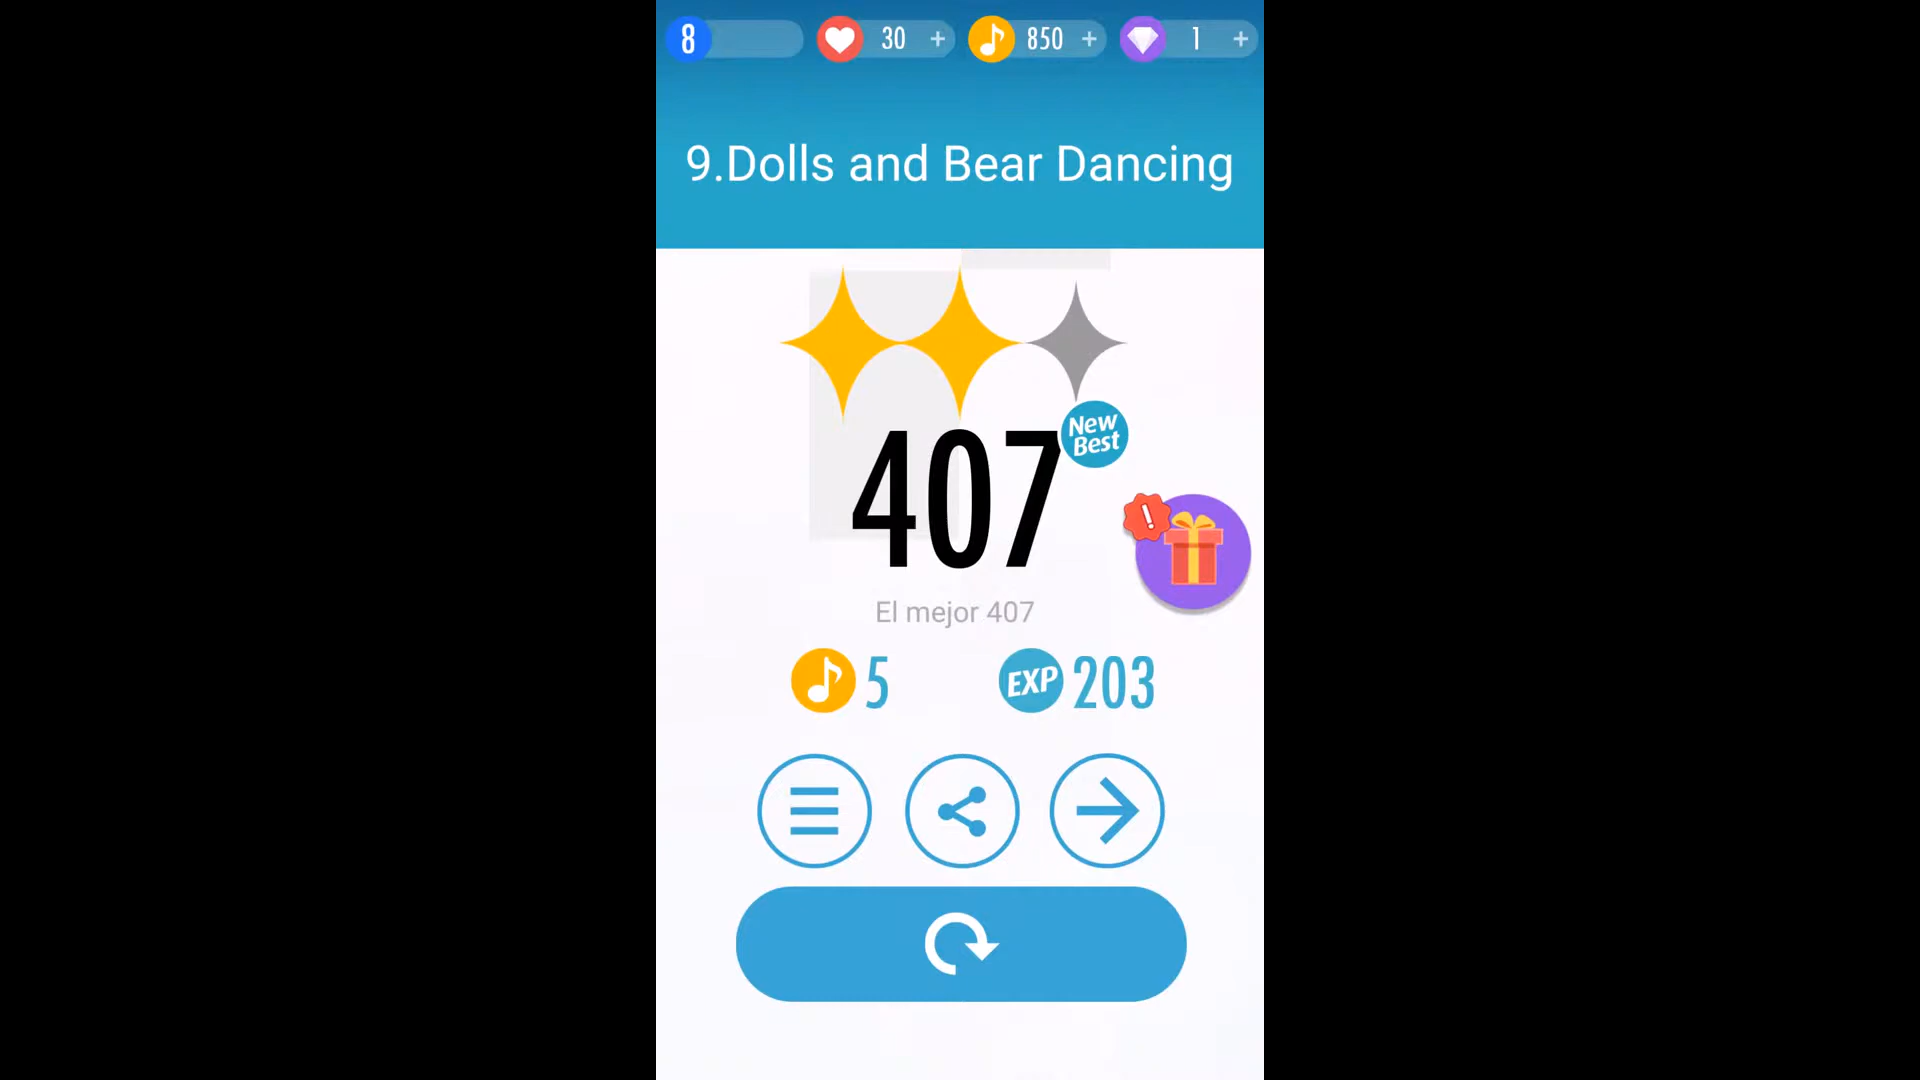 8 30 + 850 + 1 +
9.Dolls and Bear Dancing
New
Best
407
!
El mejor 407
5 EXP 203